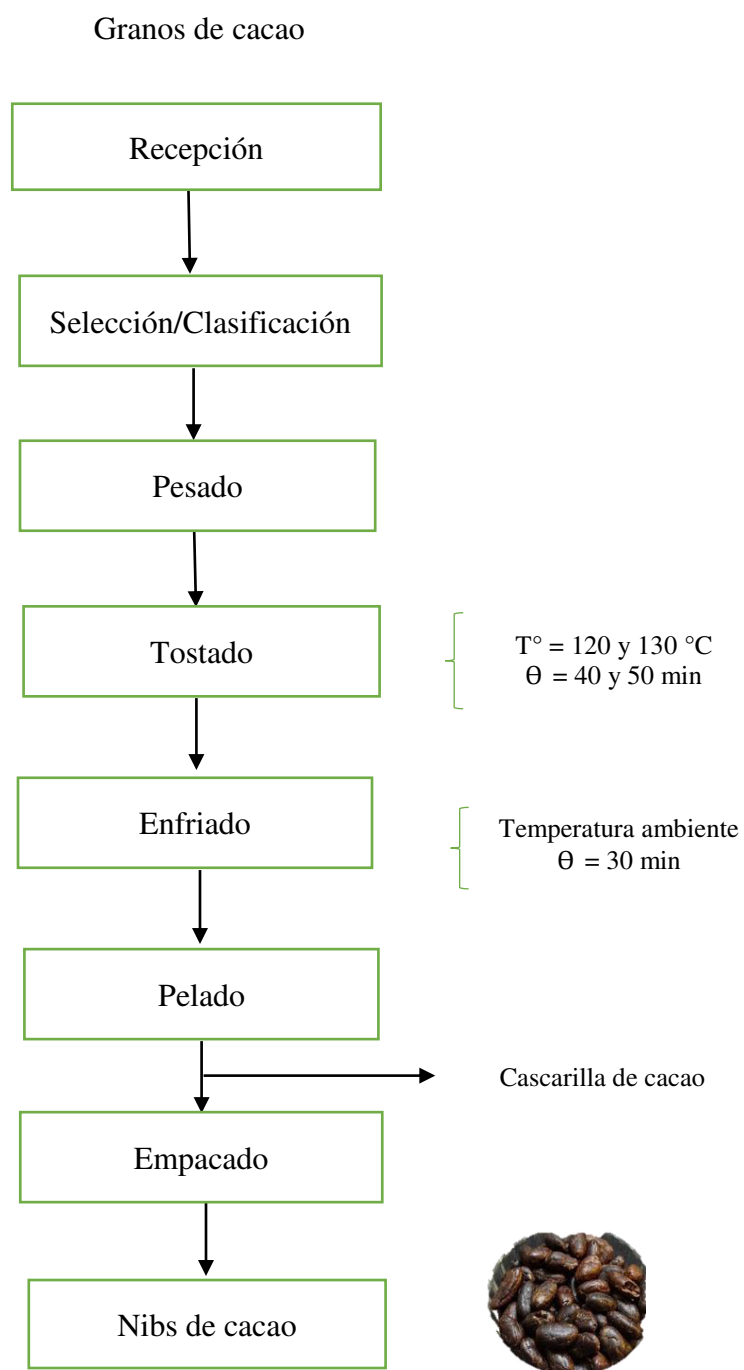 Granos de cacao
Recepción
Selección/Clasificación
Pesado
Tostado
T° = 120 y 130 °C
ϴ = 40 y 50 min
Enfriado
Temperatura ambiente
ϴ = 30 min
Pelado
Cascarilla de cacao
Empacado
Nibs de cacao